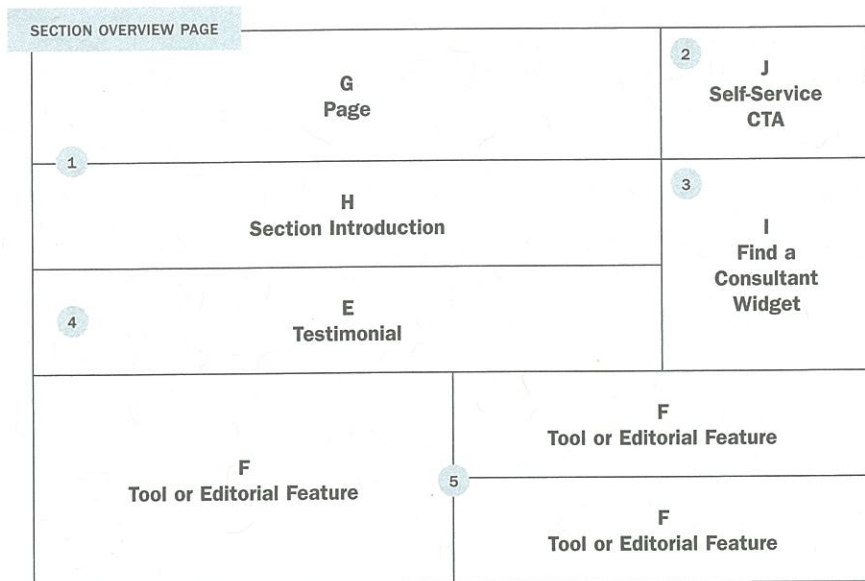 SECTION OVERVIEW PAGE
G
Page
2
J
Self-Service
CTA
1
H
Section Introduction
3
I
Find a
Consultant
Widget
4
E
Testimonial
F
Tool or Editorial Feature
5
F
Tool or Editorial Feature
F
Tool or Editorial Feature